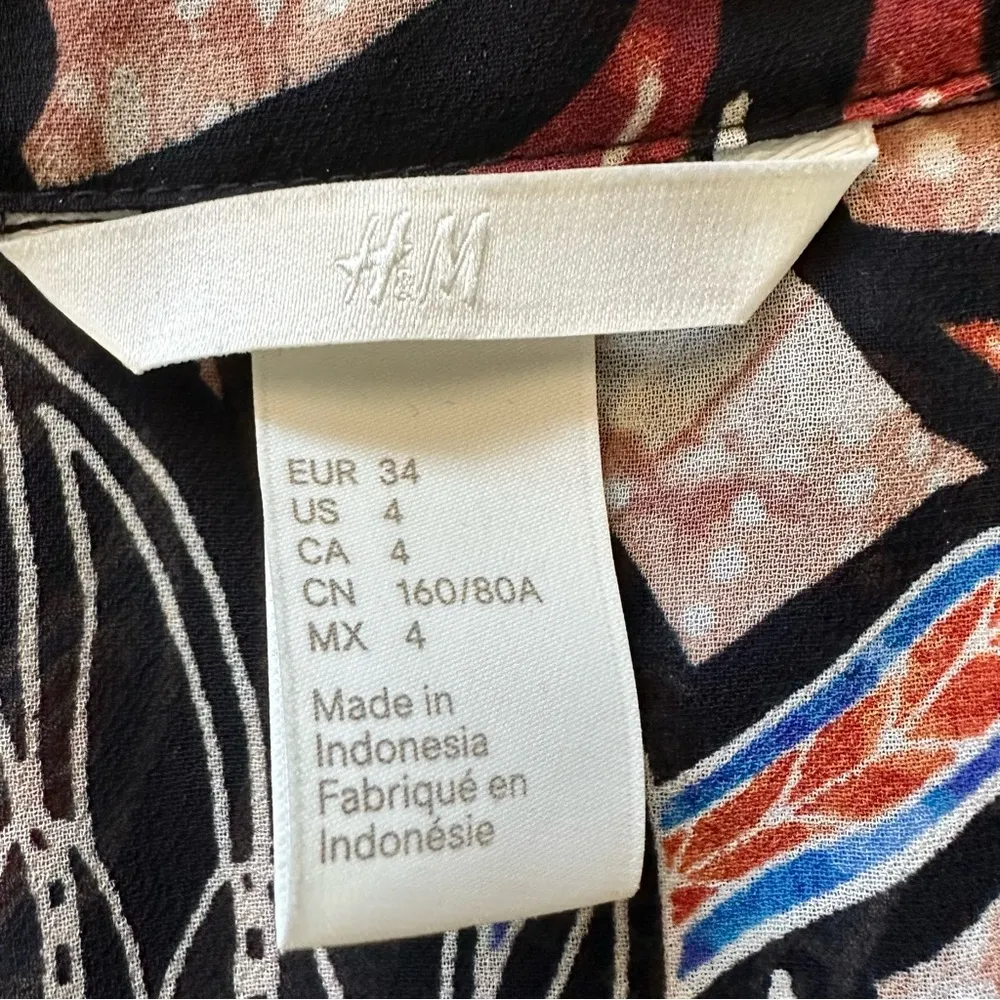 H&M
EUR 34
US 4
CA 4
CN 160/80A
MX 4
Made in
Indonesia
Fabriqué en
Indonésie